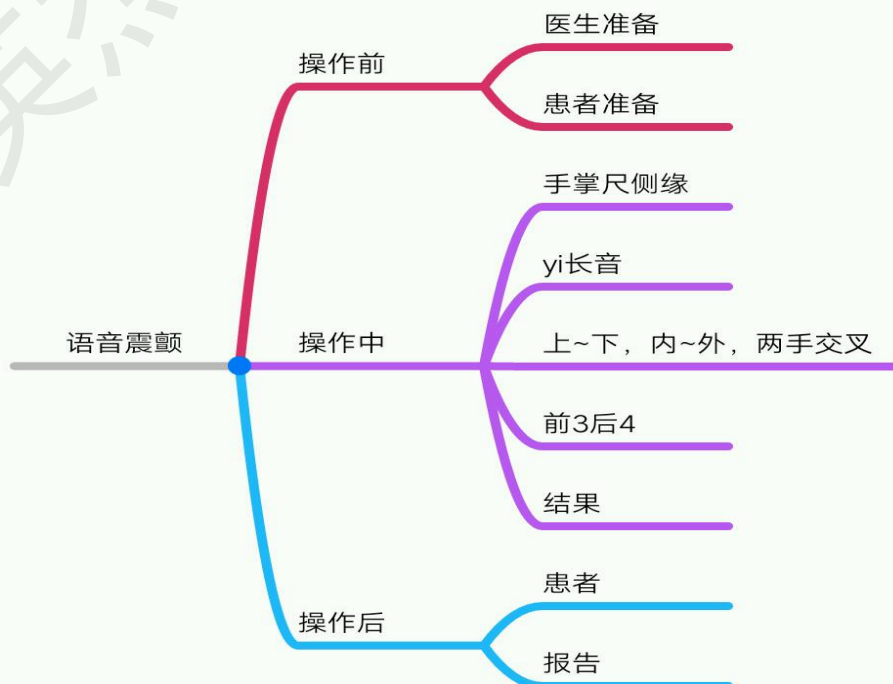 医生准备
操作前
患者准备
手掌尺侧缘
yi长音
语音震颤
操作中
上~下，内~外，两手交叉
前3后4
结果
患者
操作后
报告